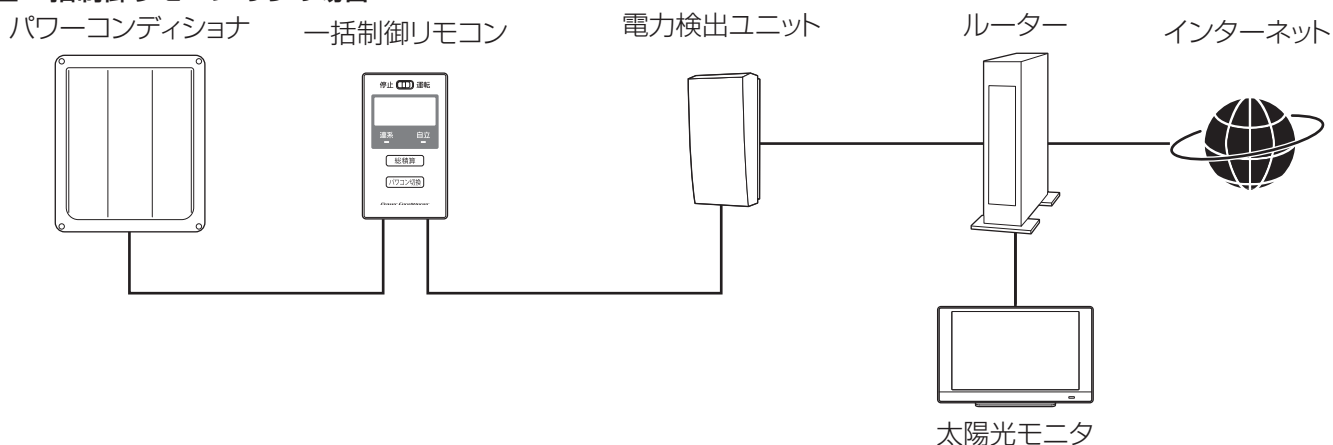 パワーコンディショナ
一括制御リモコン
電力検出ユニット
ルーター
インターネット
停止 運転
連系 自立
総積算
パワコン切換
太陽光モニタ